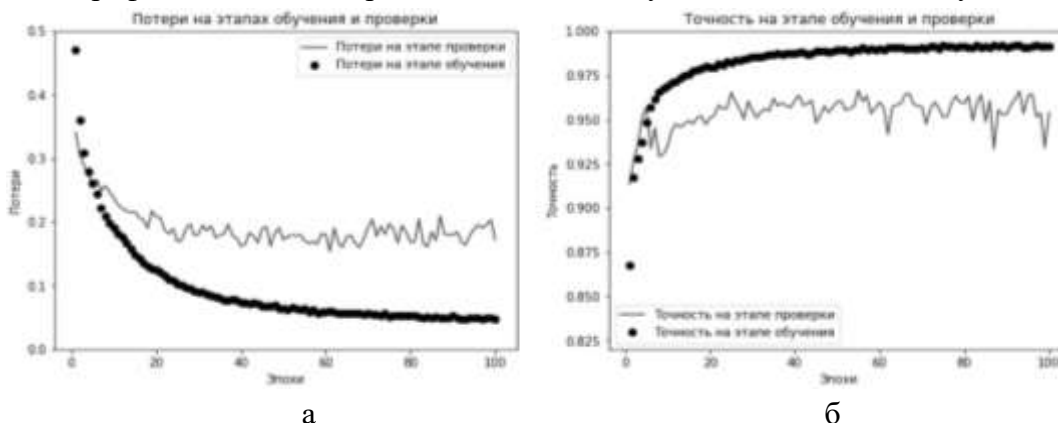 Потери на этапах обучения и проверки
Потери на этапе проверки
Потери на этапе обучения
0.5
0.4
0.3
0.2
0.1
0.0
Потери
0 20 40 60 80 100
Эпохи
а
Точность на этапе обучения и проверки
1.000
0.975
0.950
0.925
0.900
0.875
0.850
0.825
Точность
Точность на этапе проверки
Точность на этапе обучения
0 20 40 60 80 100
Эпохи
б